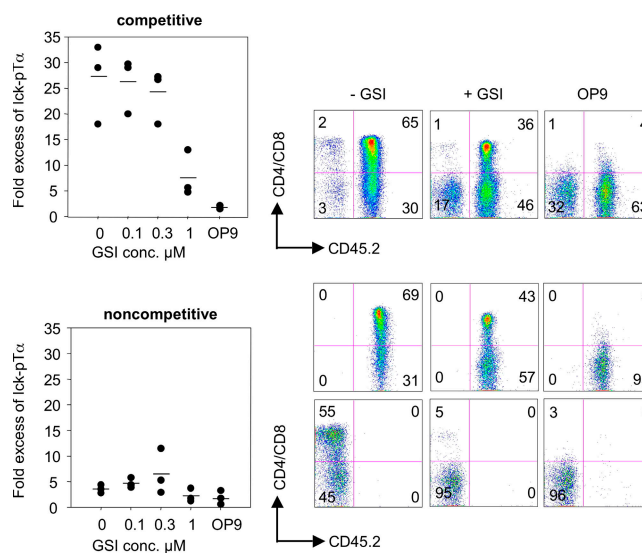 competitive
Fold excess of lck-pTα
35
30
25
20
15
10
5
0
0 0.1 0.3 1 OP9
GSI conc. µM
- GSI + GSI OP9
CD4/CD8
2 65
3 30
1 36
17 46
1 4
32 63
CD45.2
noncompetitive
Fold excess of lck-pTα
35
30
25
20
15
10
5
0
0 0.1 0.3 1 OP9
GSI conc. µM
0 69
0 31
0 43
0 57
0
0 9
CD4/CD8
55 0
45 0
5 0
95 0
3
96
CD45.2